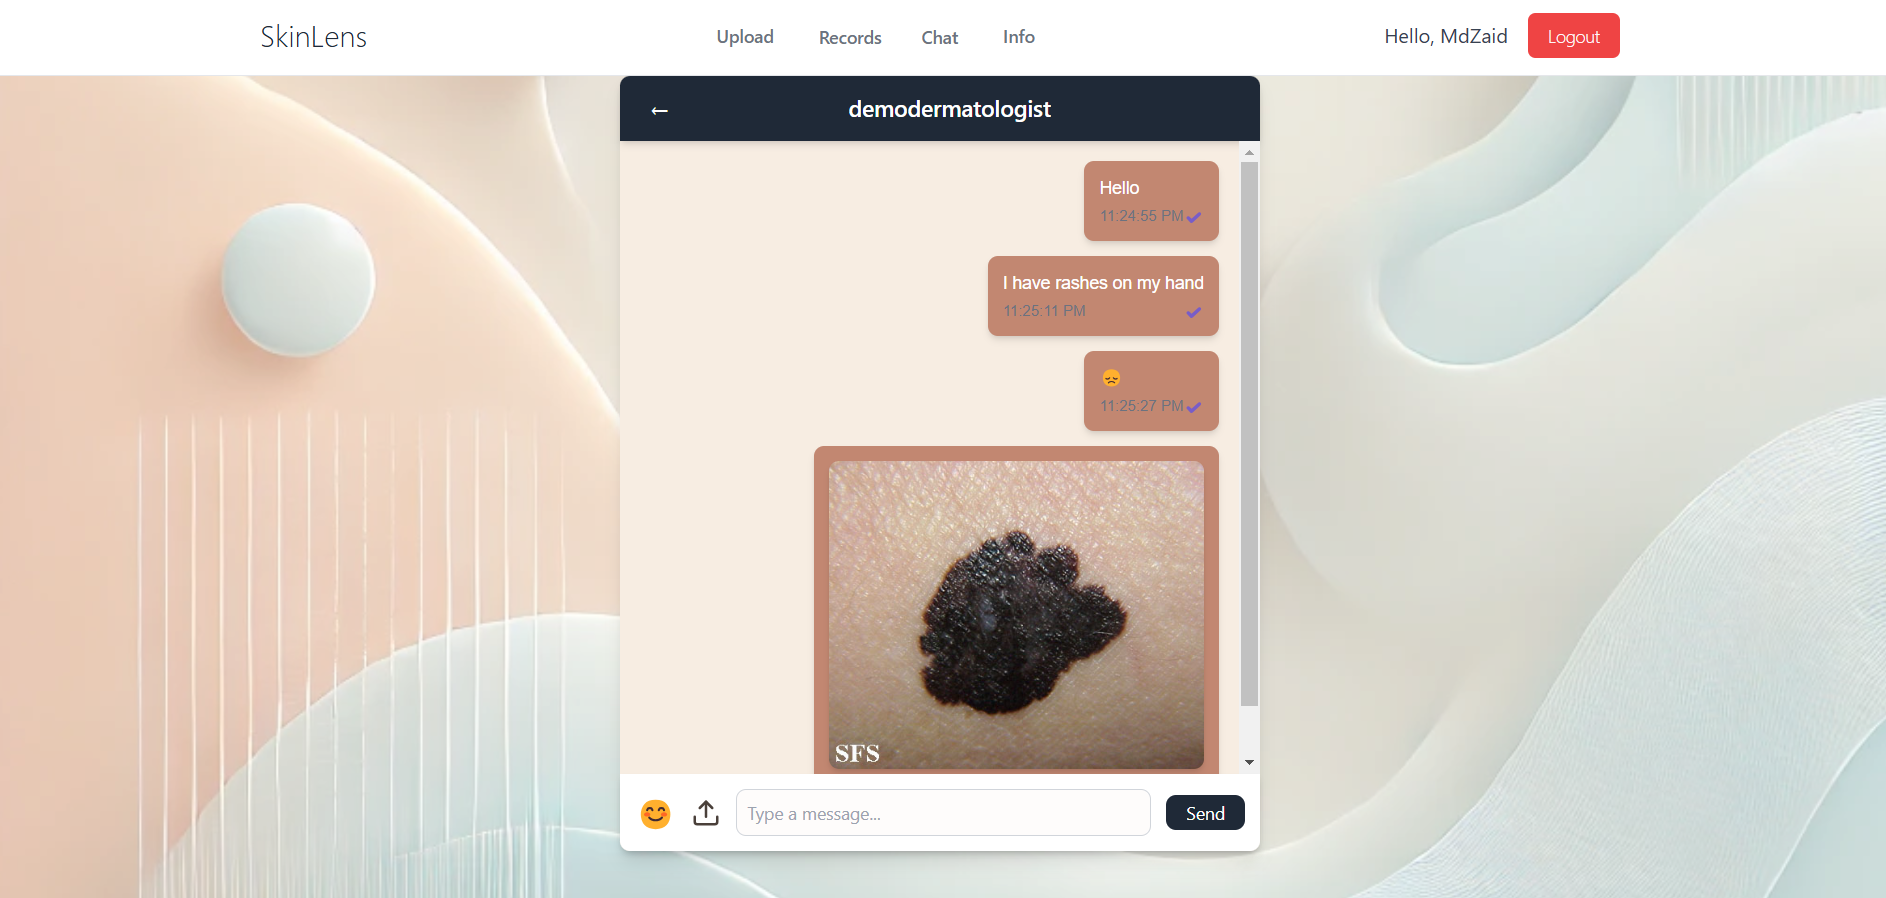 SkinLens
Upload
Records
Chat
Info
Hello, MdZaid
Logout
←
demodermatologist
Hello
11:24:55 PM
I have rashes on my hand
11:25:11 PM
😞
11:25:27 PM
SFS
Type a message...
Send